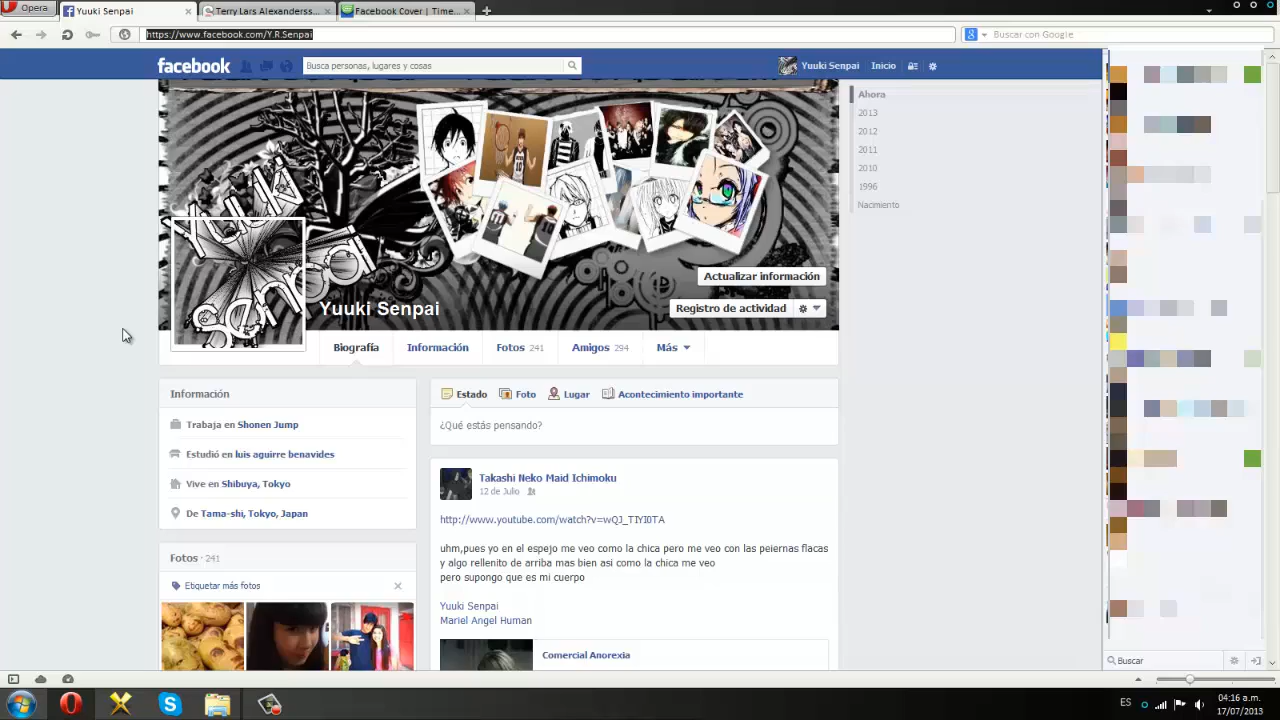 Opera
Yuuki Senpai
Terry Lars Alexanderss...
Facebook Cover | Time...
https://www.facebook.com/Y.R.Senpai
Buscar con Google
facebook
Busca personas, lugares y cosas
Yuuki Senpai
Inicio
Ahora
2013
2012
2011
2010
1996
Nacimiento
Yuuki
Senpai
Actualizar información
Yuuki Senpai
Registro de actividad
Biografía
Información
Fotos 241
Amigos 294
Más
Información
Trabaja en Shonen Jump
Estudió en luis aguirre benavides
Vive en Shibuya, Tokyo
De Tama-shi, Tokyo, Japan
Fotos · 241
Etiquetar más fotos
Estado
Foto
Lugar
Acontecimiento importante
¿Qué estás pensando?
Takashi Neko Maid Ichimoku
12 de Julio
http://www.youtube.com/watch?v=wQJ_TIYI0TA
uhm,pues yo en el espejo me veo como la chica pero me veo con las peiernas flacas
y algo rellenito de arriba mas bien asi como la chica me veo
pero supongo que es mi cuerpo
Yuuki Senpai
Mariel Angel Human
Comercial Anorexia
Buscar
ES
04:16 a.m.
17/07/2013